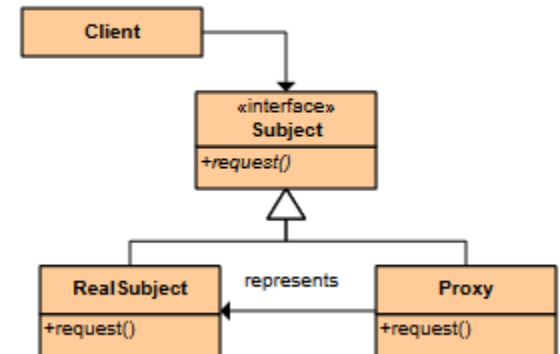 Client
«interface»
Subject
+request()
RealSubject
represents
Proxy
+request()
+request()